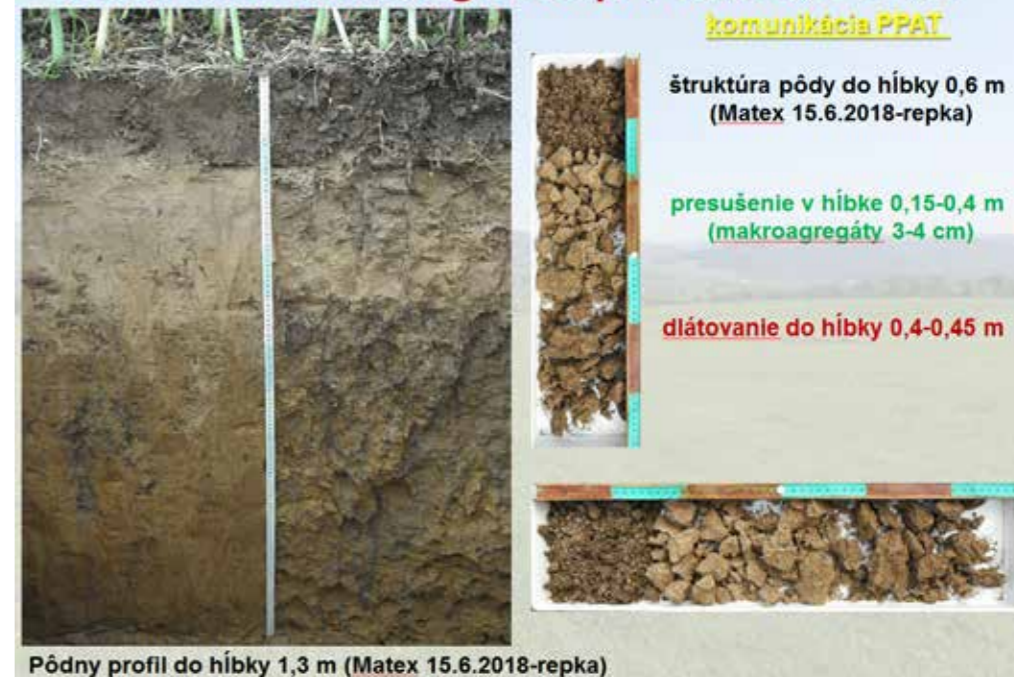 komunikácia PPAT
štruktúra pôdy do hĺbky 0,6 m
(Matex 15.6.2018-repka)
presušenie v hĺbke 0,15-0,4 m
(makroagregáty 3-4 cm)
dlátovanie do hĺbky 0,4-0,45 m
Pôdny profil do hĺbky 1,3 m (Matex 15.6.2018-repka)